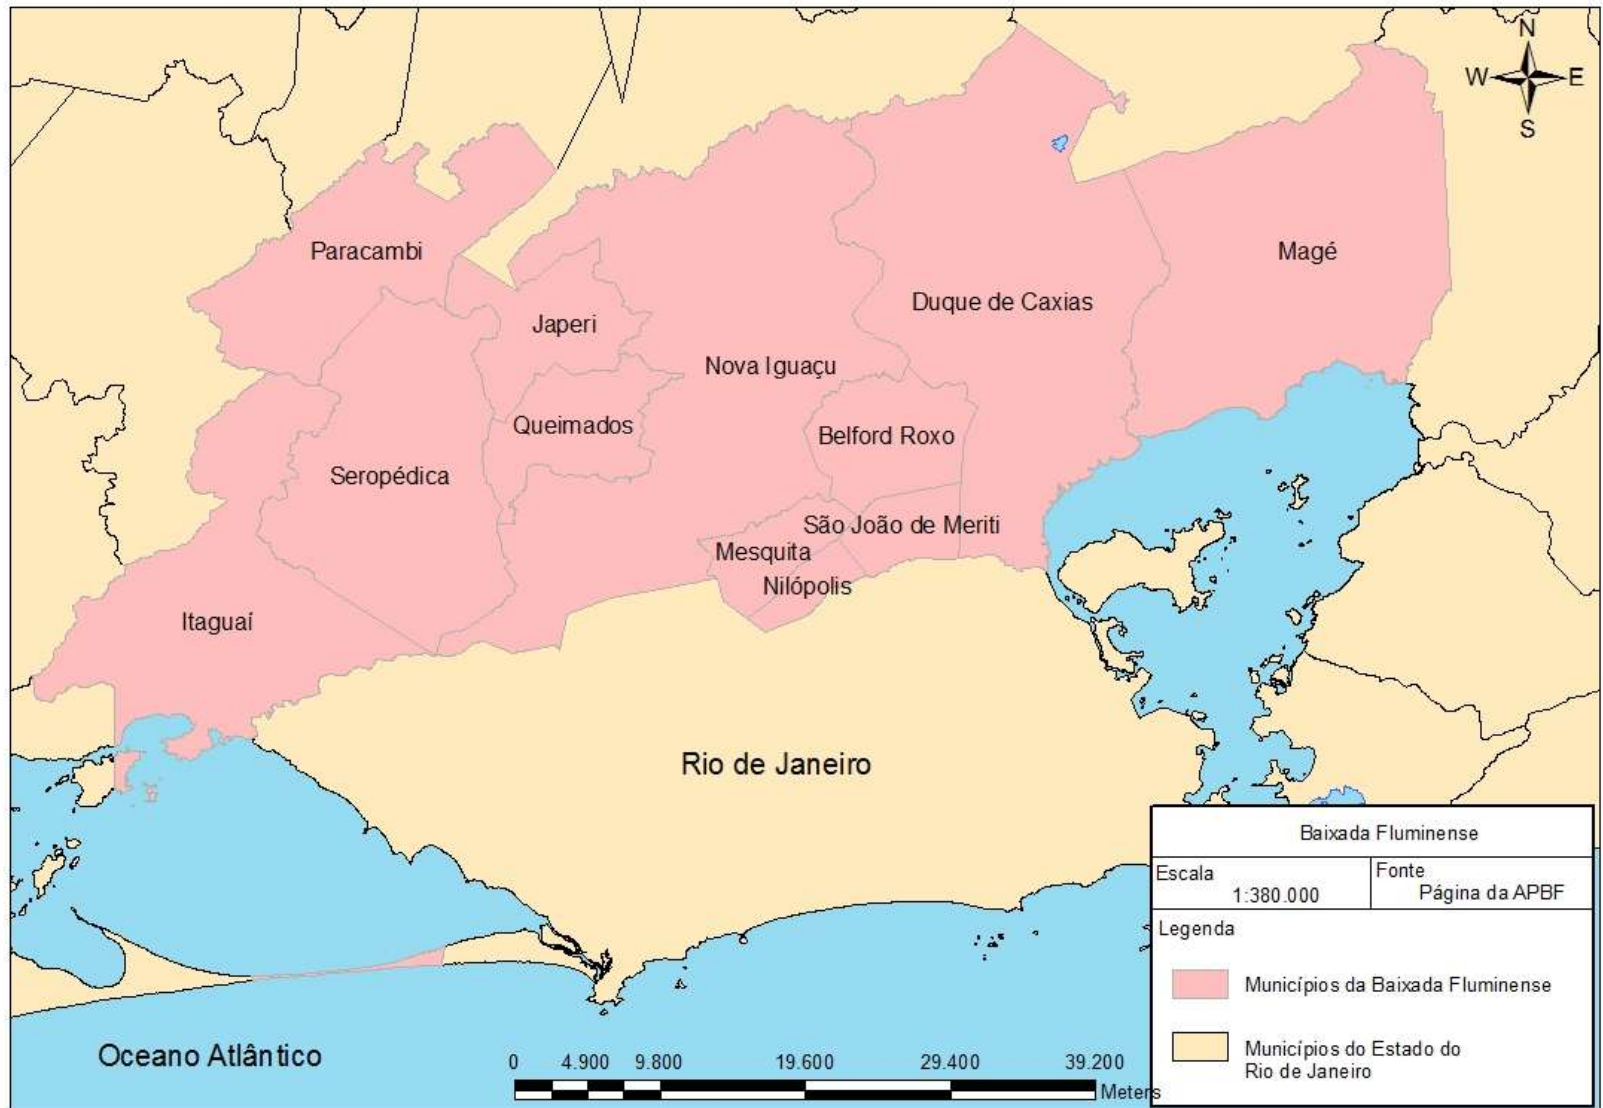 N
W E
S
Paracambi
Magé
Duque de Caxias
Japeri
Nova Iguaçu
Queimados
Belford Roxo
Seropédica
São João de Meriti
Mesquita
Nilópolis
Itaguaí
Rio de Janeiro
Oceano Atlântico
0 4.900 9.800 19.600 29.400 39.200
Meters
Baixada Fluminense
Escala
1:380.000
Fonte
Página da APBF
Legenda
Municípios da Baixada Fluminense
Municípios do Estado do
Rio de Janeiro